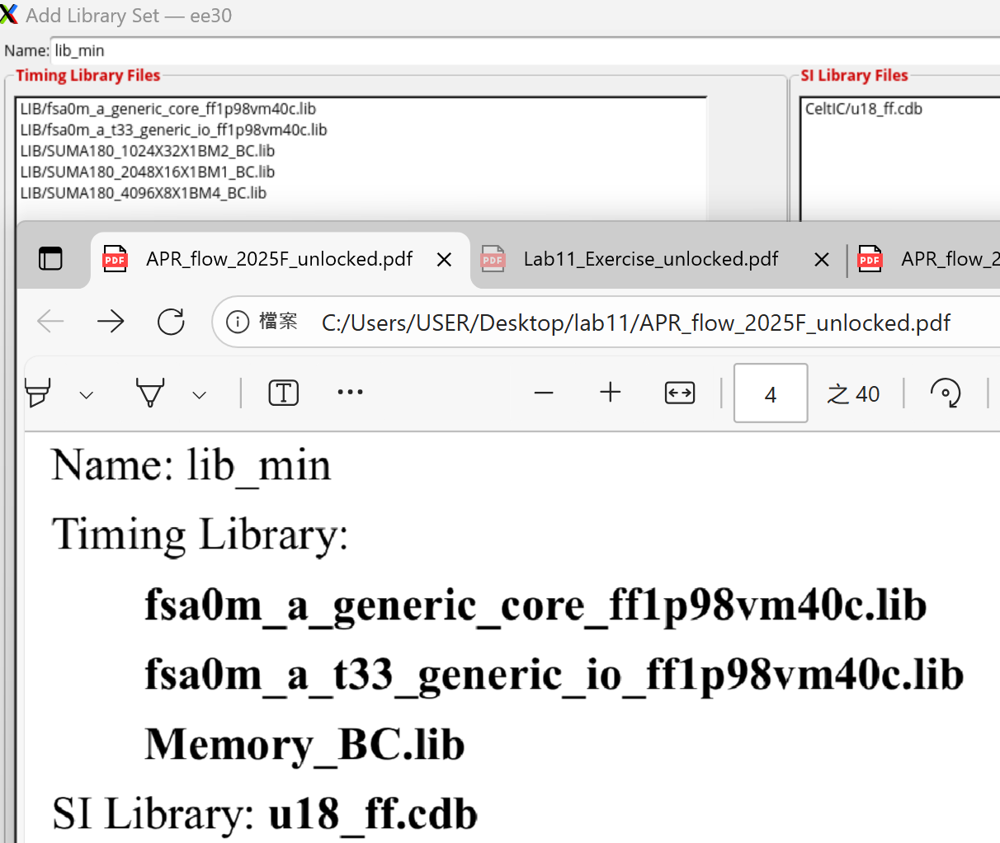 Add Library Set — ee30
Name: lib_min
Timing Library Files
SI Library Files
LIB/fsa0m_a_generic_core_ff1p98vm40c.lib
LIB/fsa0m_a_t33_generic_io_ff1p98vm40c.lib
LIB/SUMA180_1024X32X1BM2_BC.lib
LIB/SUMA180_2048X16X1BM1_BC.lib
LIB/SUMA180_4096X8X1BM4_BC.lib
CeltIC/u18_ff.cdb
PDF APR_flow_2025F_unlocked.pdf
PDF Lab11_Exercise_unlocked.pdf
PDF APR_flow_2
檔案 C:/Users/USER/Desktop/lab11/APR_flow_2025F_unlocked.pdf
4 之 40
Name: lib_min
Timing Library:
fsa0m_a_generic_core_ff1p98vm40c.lib
fsa0m_a_t33_generic_io_ff1p98vm40c.lib
Memory_BC.lib
SI Library: u18_ff.cdb